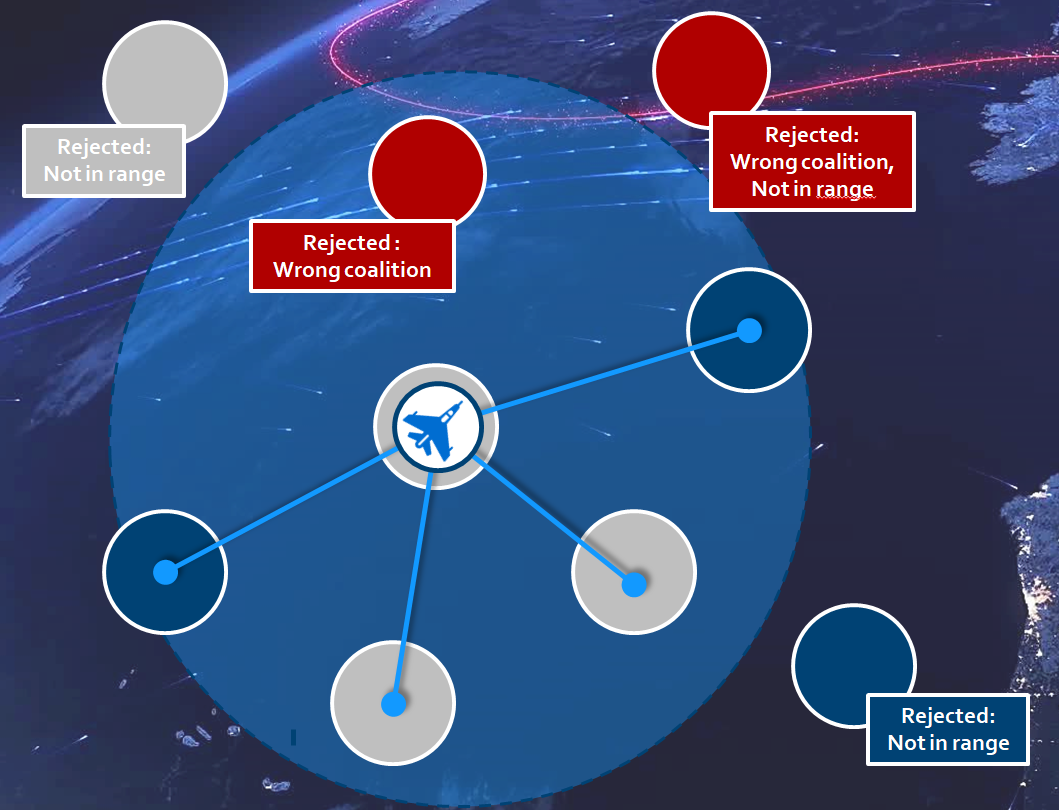 Rejected:
Not in range
Rejected:
Wrong coalition,
Not in range
Rejected :
Wrong coalition
Rejected:
Not in range